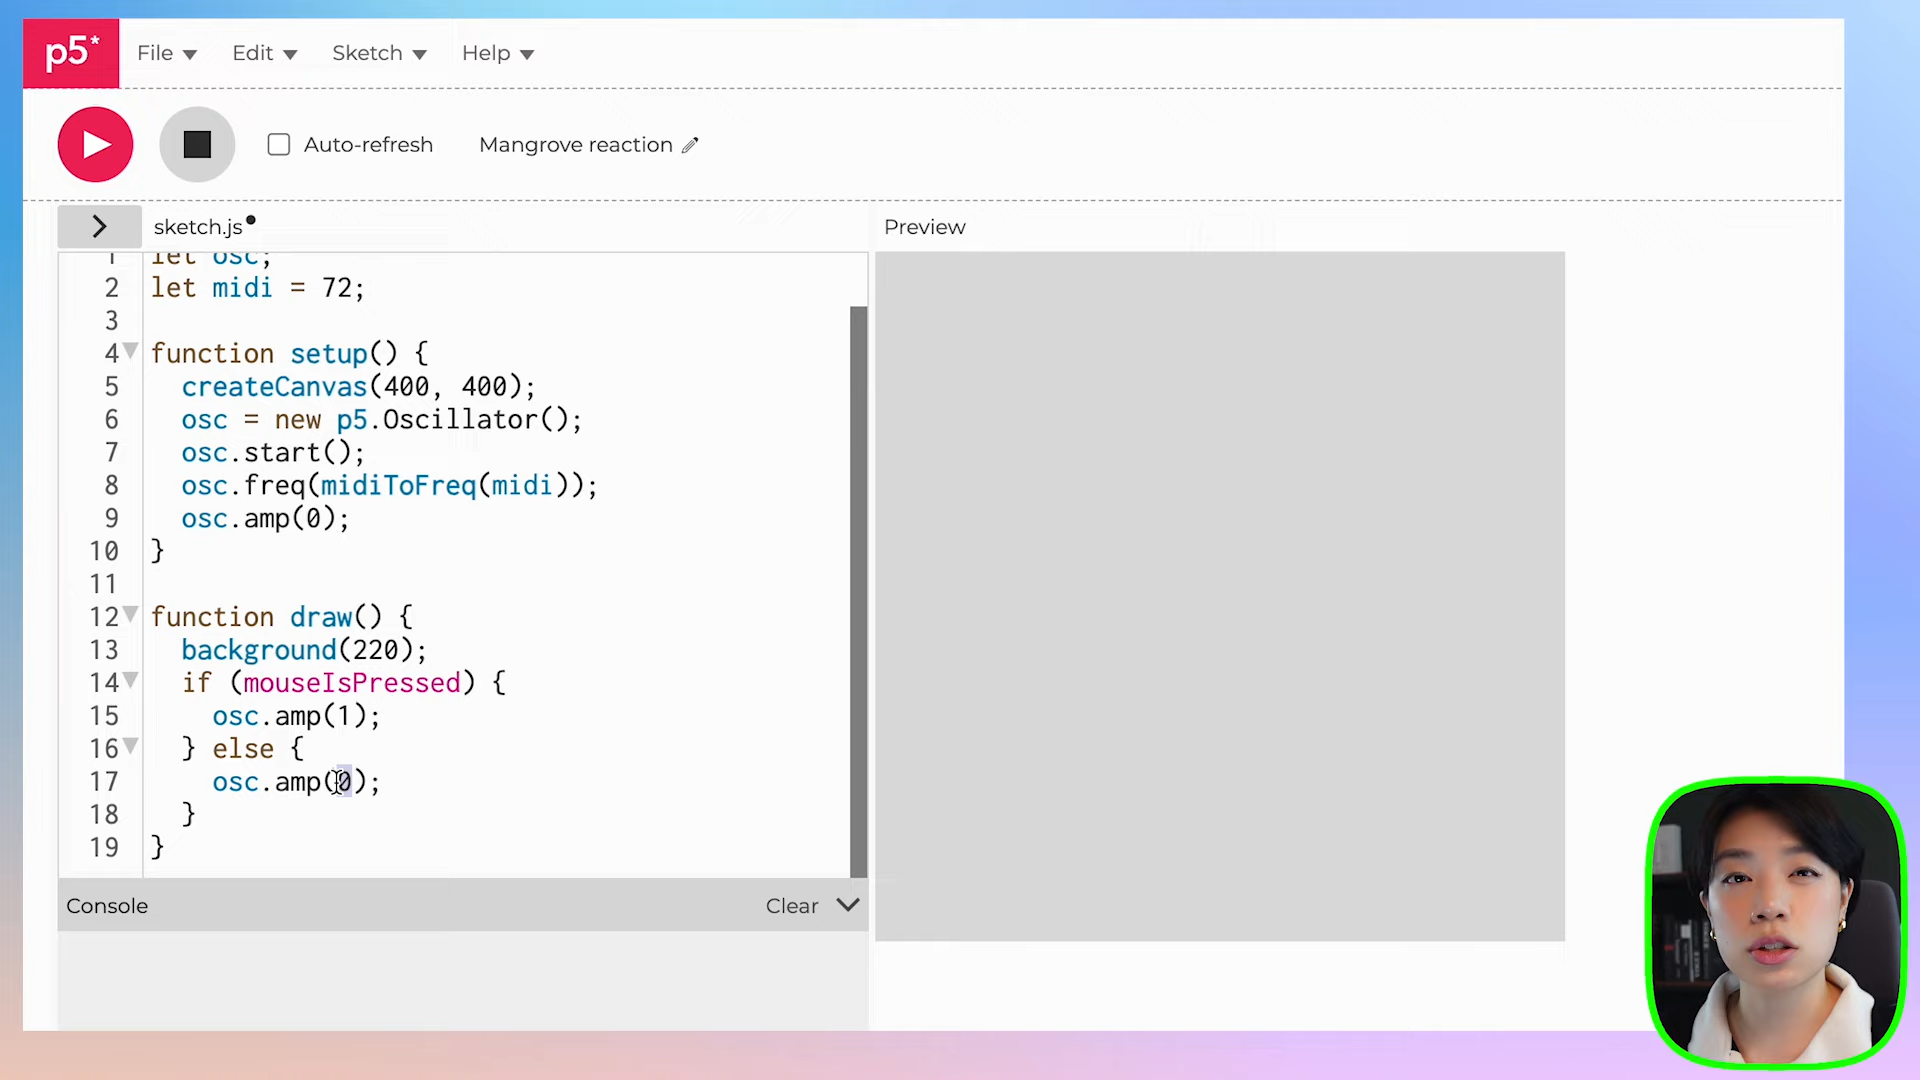 p5* File Edit Sketch Help
Auto-refresh Mangrove reaction
sketch.js Preview
1 let osc;
2 let midi = 72;
3
4 function setup() {
5 createCanvas(400, 400);
6 osc = new p5.Oscillator();
7 osc.start();
8 osc.freq(midiToFreq(midi));
9 osc.amp(0);
10 }
11
12 function draw() {
13 background(220);
14 if (mouseIsPressed) {
15 osc.amp(1);
16 } else {
17 osc.amp(0);
18 }
19 }
Console Clear